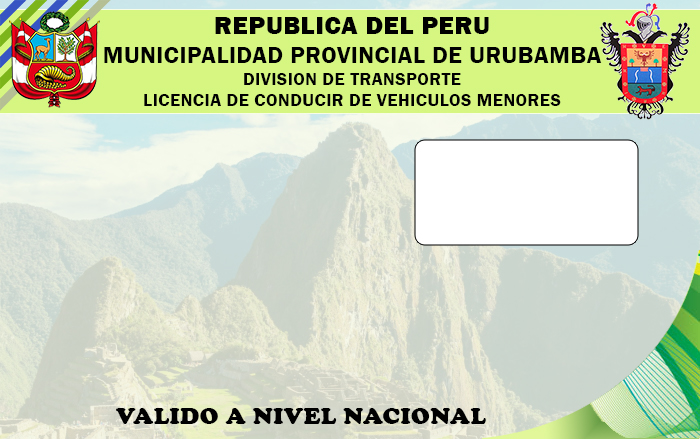 REPUBLICA DEL PERU
MUNICIPALIDAD PROVINCIAL DE URUBAMBA
DIVISION DE TRANSPORTE
LICENCIA DE CONDUCIR DE VEHICULOS MENORES
VALIDO A NIVEL NACIONAL